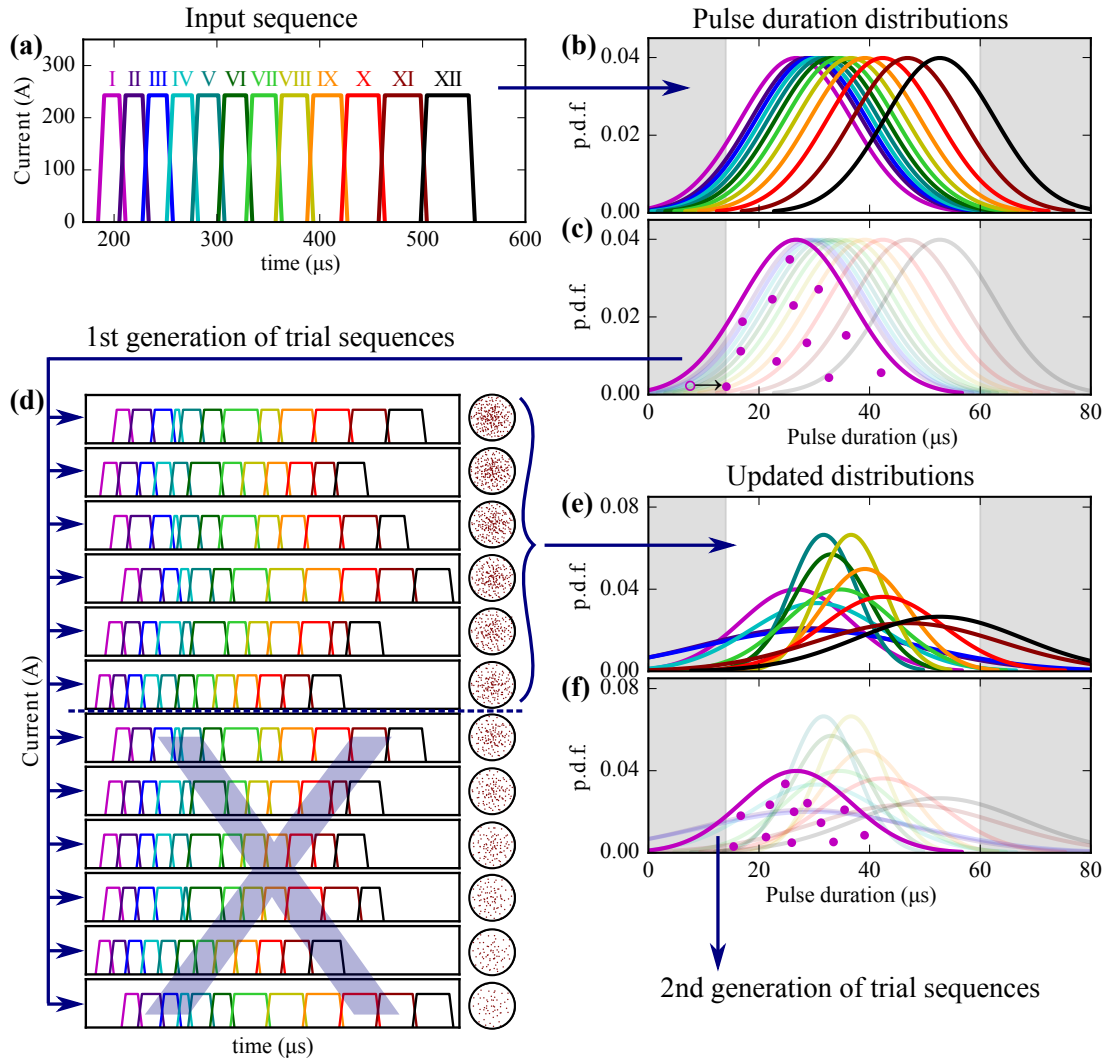 Input sequence
Pulse duration distributions
(a)
I II III IV V VI VII VIII IX X XI XII
Current (A)
300
200
100
0
200 300 400 500 600
time (μs)
(b)
p.d.f.
0.04
0.02
0.00
(c)
p.d.f.
0.04
0.02
0.00
0 20 40 60 80
Pulse duration (μs)
1st generation of trial sequences
(d)
Current (A)
time (μs)
Updated distributions
(e)
p.d.f.
0.08
0.04
0.00
(f)
p.d.f.
0.08
0.04
0.00
0 20 40 60 80
Pulse duration (μs)
2nd generation of trial sequences